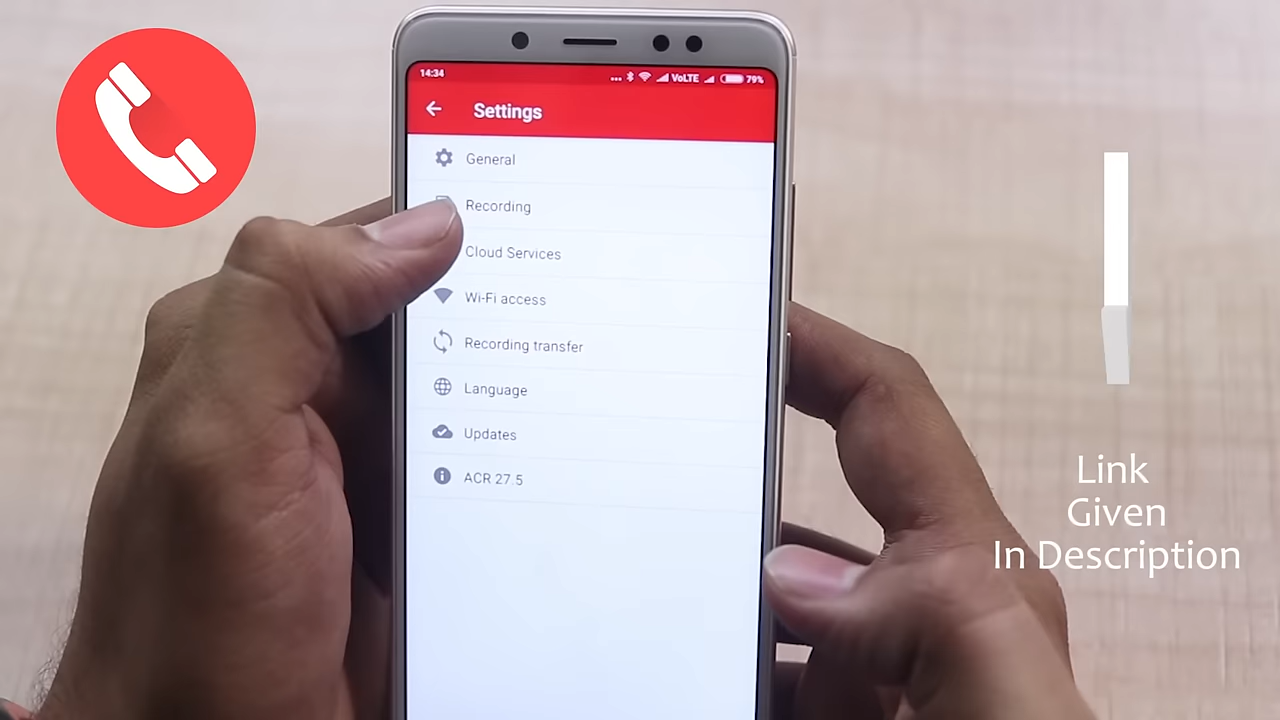 14:34
... VoLTE 79%
Settings
General
Recording
Cloud Services
Wi-Fi access
Recording transfer
Language
Updates
ACR 27.5
Link
Given
In Description